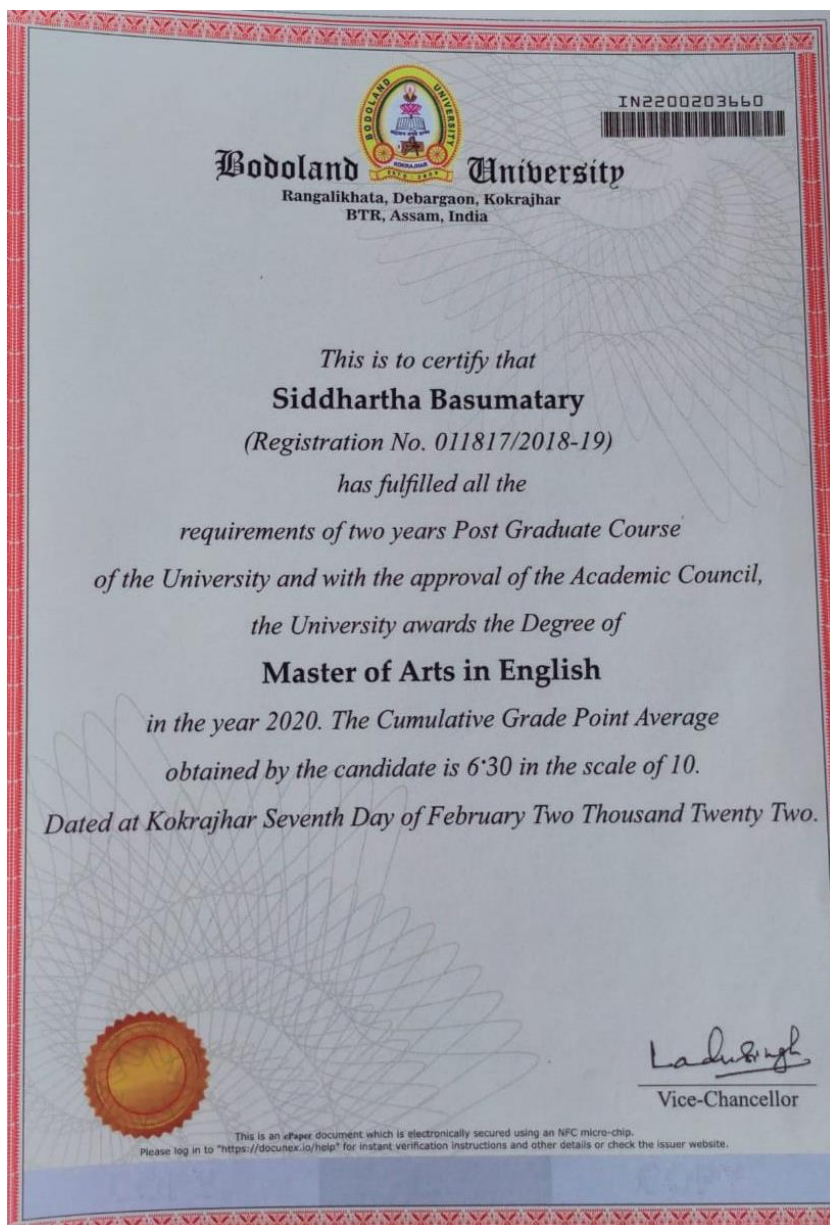 IN2200203660
BODOLAND UNIVERSITY
KOKRAJHAR
Bodoland University
Rangalikhata, Debargaon, Kokrajhar
BTR, Assam, India
This is to certify that
Siddhartha Basumatary
(Registration No. 011817/2018-19)
has fulfilled all the
requirements of two years Post Graduate Course
of the University and with the approval of the Academic Council,
the University awards the Degree of
Master of Arts in English
in the year 2020. The Cumulative Grade Point Average
obtained by the candidate is 6·30 in the scale of 10.
Dated at Kokrajhar Seventh Day of February Two Thousand Twenty Two.
Ladusingh
Vice-Chancellor
This is an ePaper document which is electronically secured using an NFC micro-chip.
Please log in to "https://docunex.io/help" for instant verification instructions and other details or check the issuer website.